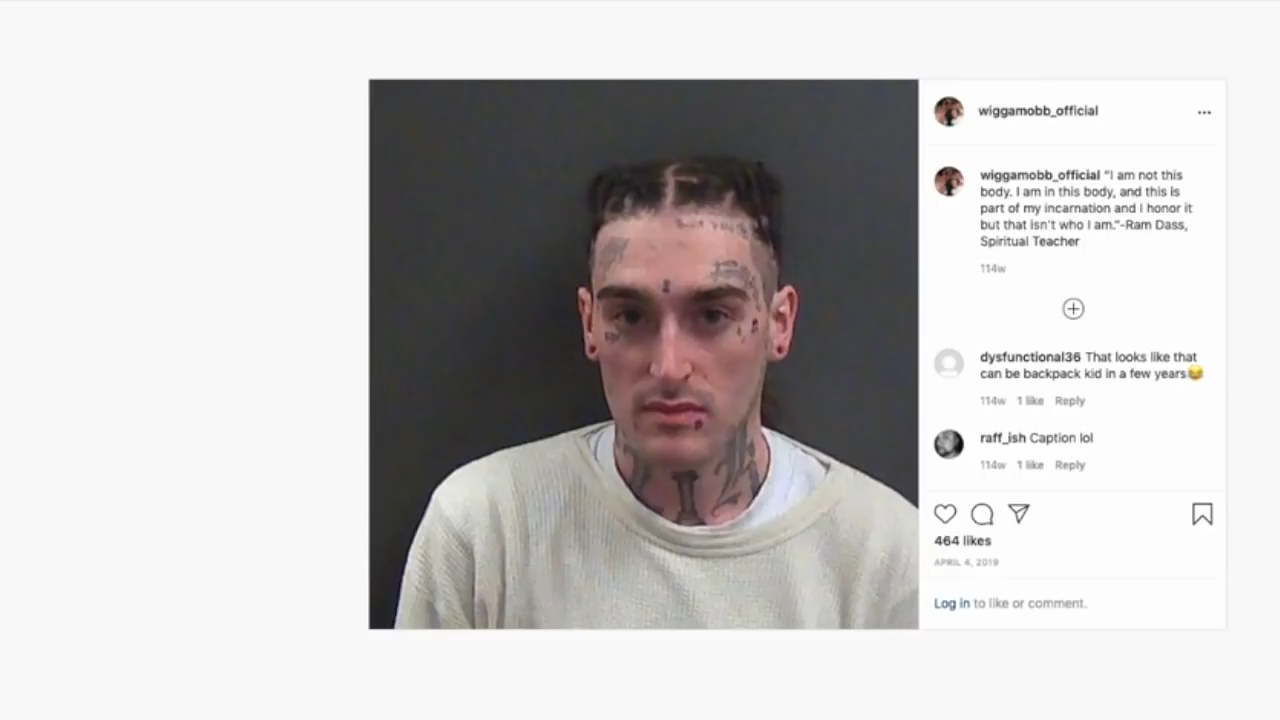 wiggamobb_official
wiggamobb_official "I am not this
body. I am in this body, and this is
part of my incarnation and I honor it
but that isn't who I am."-Ram Dass,
Spiritual Teacher
114w
dysfunctional36 That looks like that
can be backpack kid in a few years😂
114w 1 like Reply
raff_ish Caption lol
114w 1 like Reply
464 likes
APRIL 4, 2019
Log in to like or comment.